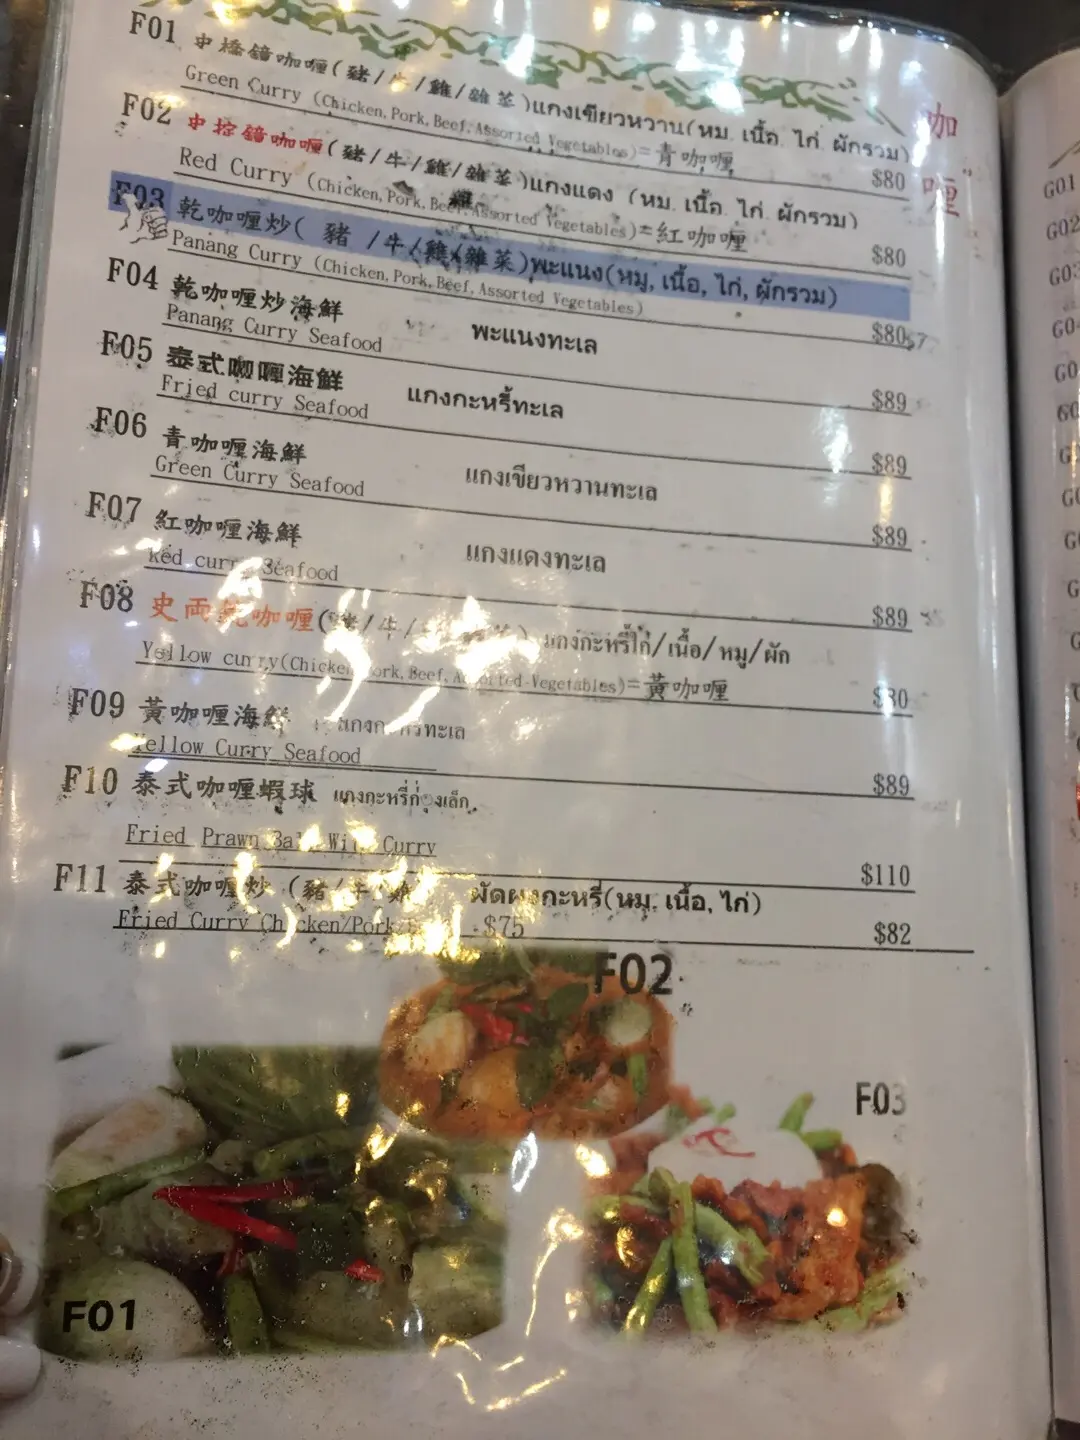 F01 史搖鐘咖喱(豬/牛/雞/雜菜)แกงเขียวหวาน(หมู. เนื้อ. ไก่. ผักรวม)
Green Curry (Chicken,Pork,Beef,Assorted Vegetables)=青咖喱 $80
F02 咖喱(豬/牛/雞/雜菜)แกงแดง (หมู. เนื้อ. ไก่. ผักรวม)
Red Curry (Chicken,Pork,Beef,Assorted Vegetables)=紅咖喱 $80
F03 乾咖喱炒( 豬 /牛/雞/雜菜)พะแนง(หมู, เนื้อ, ไก่, ผักรวม)
Panang Curry (Chicken,Pork,Beef,Assorted Vegetables) $80
F04 乾咖喱炒海鮮 พะแนงทะเล
Panang Curry Seafood $89
F05 泰式咖喱海鮮 แกงกะหรี่ทะเล
Fried curry Seafood $89
F06 青咖喱海鮮 แกงเขียวหวานทะเล
Green Curry Seafood $89
F07 紅咖喱海鮮 แกงแดงทะเล
Red curry Seafood $89
F08 咖喱(豬/牛/ แกงกะหรี่ไก่/เนื้อ/หมู/ผัก
Yellow curry(Chicken,Pork,Beef,Assorted Vegetables)=黃咖喱 $80
F09 黃咖喱海鮮
Yellow Curry Seafood $89
F10 泰式咖喱蝦球
Fried Prawn Ball With Curry $110
F11 泰式咖喱炒 (豬/牛/雞 ผัดผงกะหรี่(หมู, เนื้อ, ไก่)
Fried Curry Chicken/Pork $75 $82
咖
喱
F02
F03
F01
G01
G02